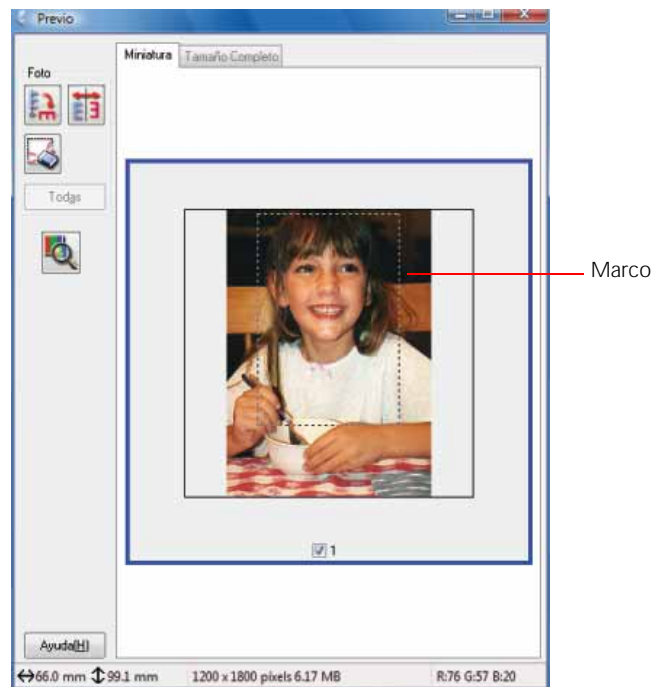 Previo
Miniatura Tamaño Completo
Foto
Todas
Marco
1
Ayuda(H)
66.0 mm 99.1 mm 1200 x 1800 pixels 6.17 MB R:76 G:57 B:20